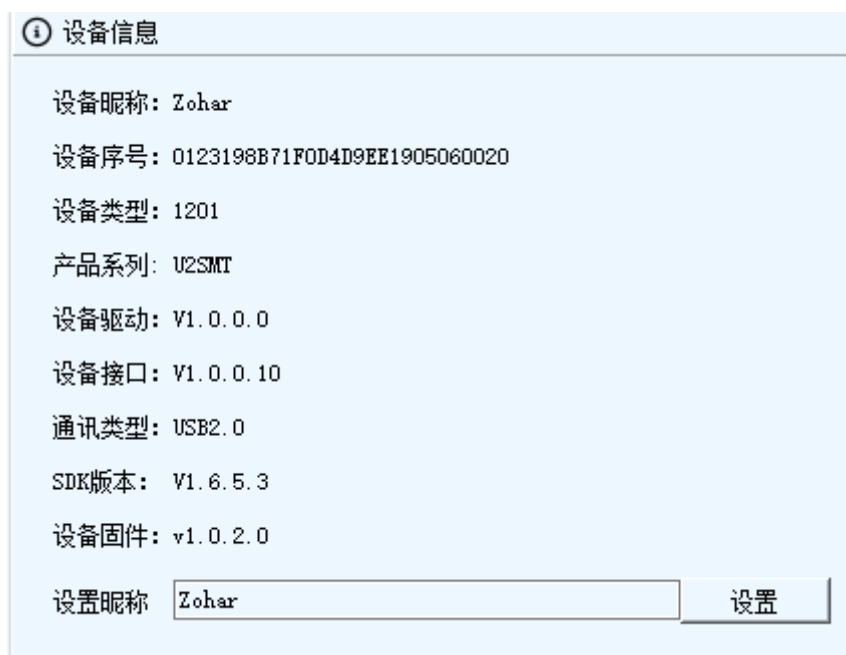 设备信息
设备昵称：Zohar
设备序号：0123198B71F0D4D9EE1905060020
设备类型：1201
产品系列：U2SMT
设备驱动：V1.0.0.0
设备接口：V1.0.0.10
通讯类型：USB2.0
SDK版本： V1.6.5.3
设备固件：v1.0.2.0
设置昵称 Zohar 设置